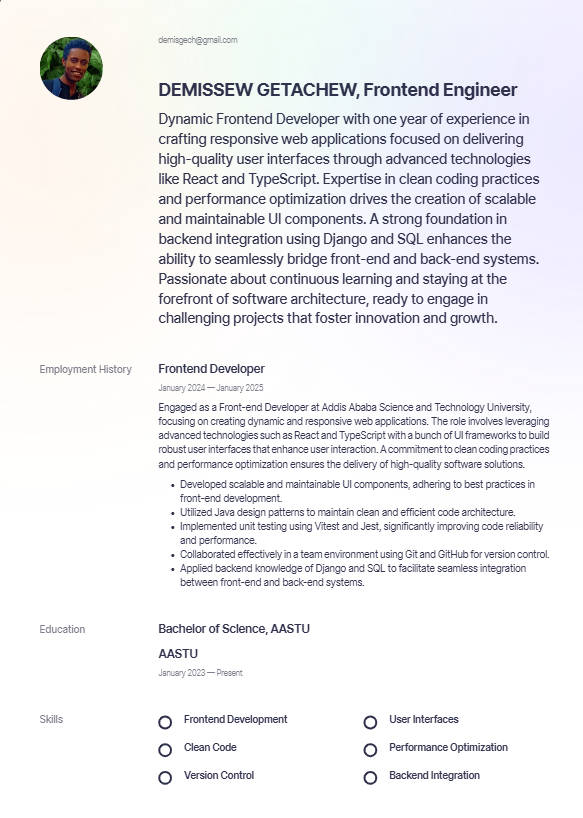 demisgech@gmail.com
DEMISSEW GETACHEW, Frontend Engineer
Dynamic Frontend Developer with one year of experience in
crafting responsive web applications focused on delivering
high-quality user interfaces through advanced technologies
like React and TypeScript. Expertise in clean coding practices
and performance optimization drives the creation of scalable
and maintainable UI components. A strong foundation in
backend integration using Django and SQL enhances the
ability to seamlessly bridge front-end and back-end systems.
Passionate about continuous learning and staying at the
forefront of software architecture, ready to engage in
challenging projects that foster innovation and growth.
Employment History
Frontend Developer
January 2024 — January 2025
Engaged as a Front-end Developer at Addis Ababa Science and Technology University,
focusing on creating dynamic and responsive web applications. The role involves leveraging
advanced technologies such as React and TypeScript with a bunch of UI frameworks to build
robust user interfaces that enhance user interaction. A commitment to clean coding practices
and performance optimization ensures the delivery of high-quality software solutions.
• Developed scalable and maintainable UI components, adhering to best practices in
front-end development.
• Utilized Java design patterns to maintain clean and efficient code architecture.
• Implemented unit testing using Vitest and Jest, significantly improving code reliability
and performance.
• Collaborated effectively in a team environment using Git and GitHub for version control.
• Applied backend knowledge of Django and SQL to facilitate seamless integration
between front-end and back-end systems.
Education
Bachelor of Science, AASTU
AASTU
January 2023 — Present
Skills
Frontend Development
User Interfaces
Clean Code
Performance Optimization
Version Control
Backend Integration